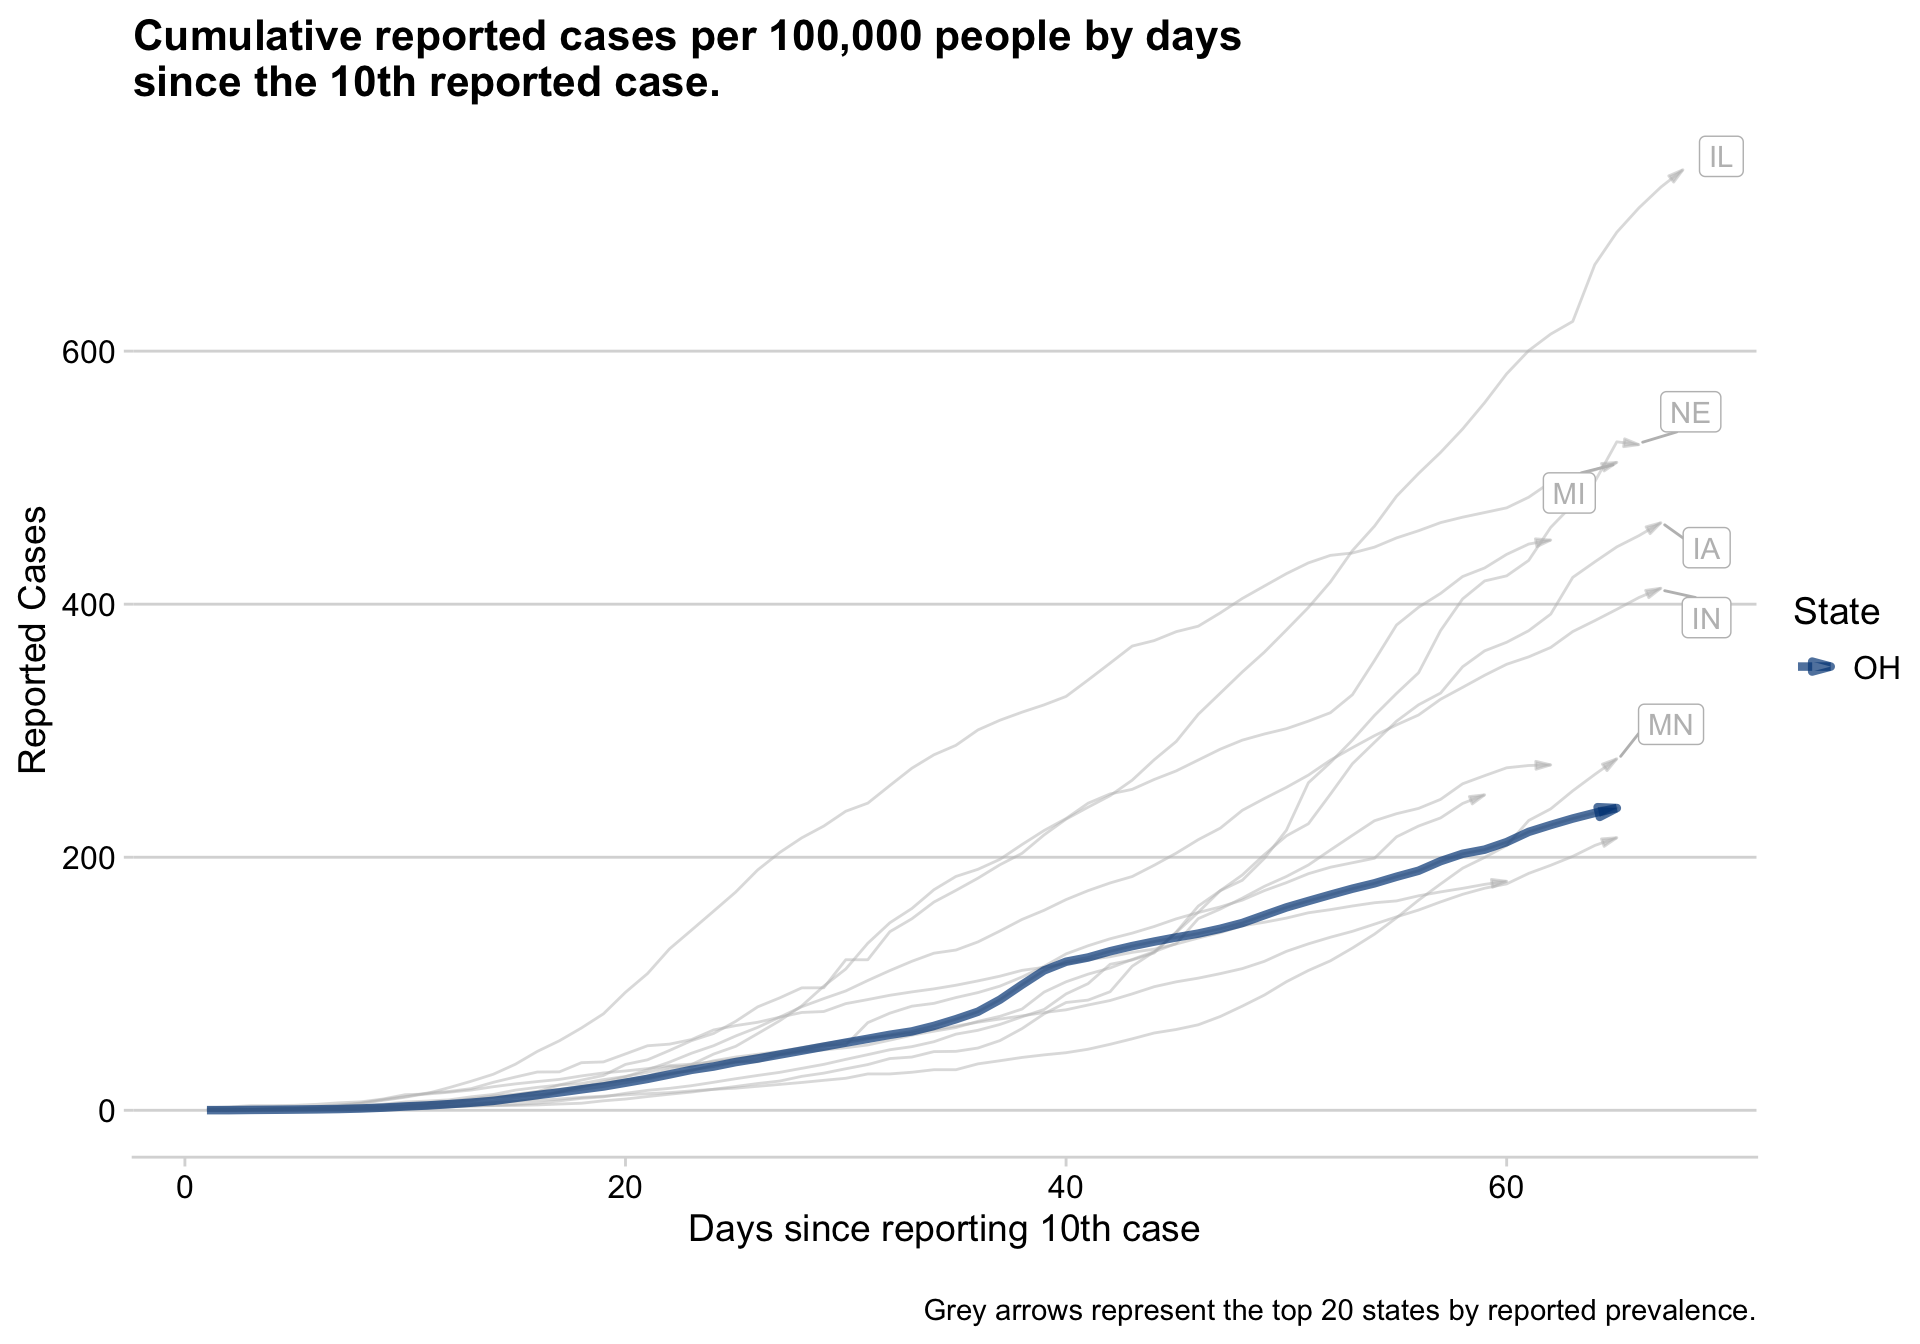 Cumulative reported cases per 100,000 people by days
since the 10th reported case.
IL
NE
MI
IA
IN
MN
600
400
200
0
Reported Cases
0 20 40 60
Days since reporting 10th case
State
OH
Grey arrows represent the top 20 states by reported prevalence.